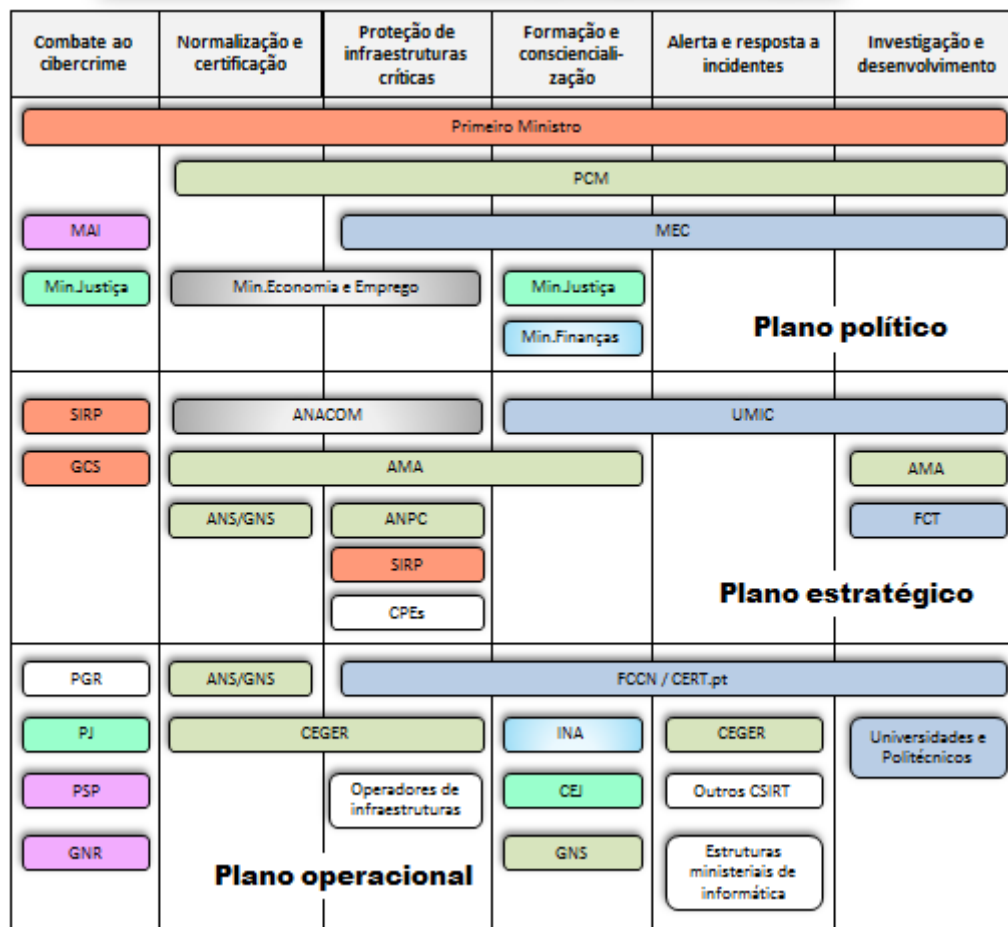 Combate ao
cibercrime
Normalização e
certificação
Proteção de
infraestruturas
críticas
Formação e
conscienciali-
zação
Alerta e resposta a
incidentes
Investigação e
desenvolvimento
Primeiro Ministro
PCM
MAI
MEC
Min.Justiça
Min.Economia e Emprego
Min.Justiça
Min.Finanças
Plano político
SIRP
ANACOM
UMIC
GCS
AMA
AMA
ANS/GNS
ANPC
FCT
SIRP
CPEs
Plano estratégico
PGR
ANS/GNS
FCCN / CERT.pt
PJ
CEGER
INA
CEGER
Universidades e
Politécnicos
PSP
Operadores de
infraestruturas
CEJ
Outros CSIRT
GNR
GNS
Estruturas
ministeriais de
informática
Plano operacional